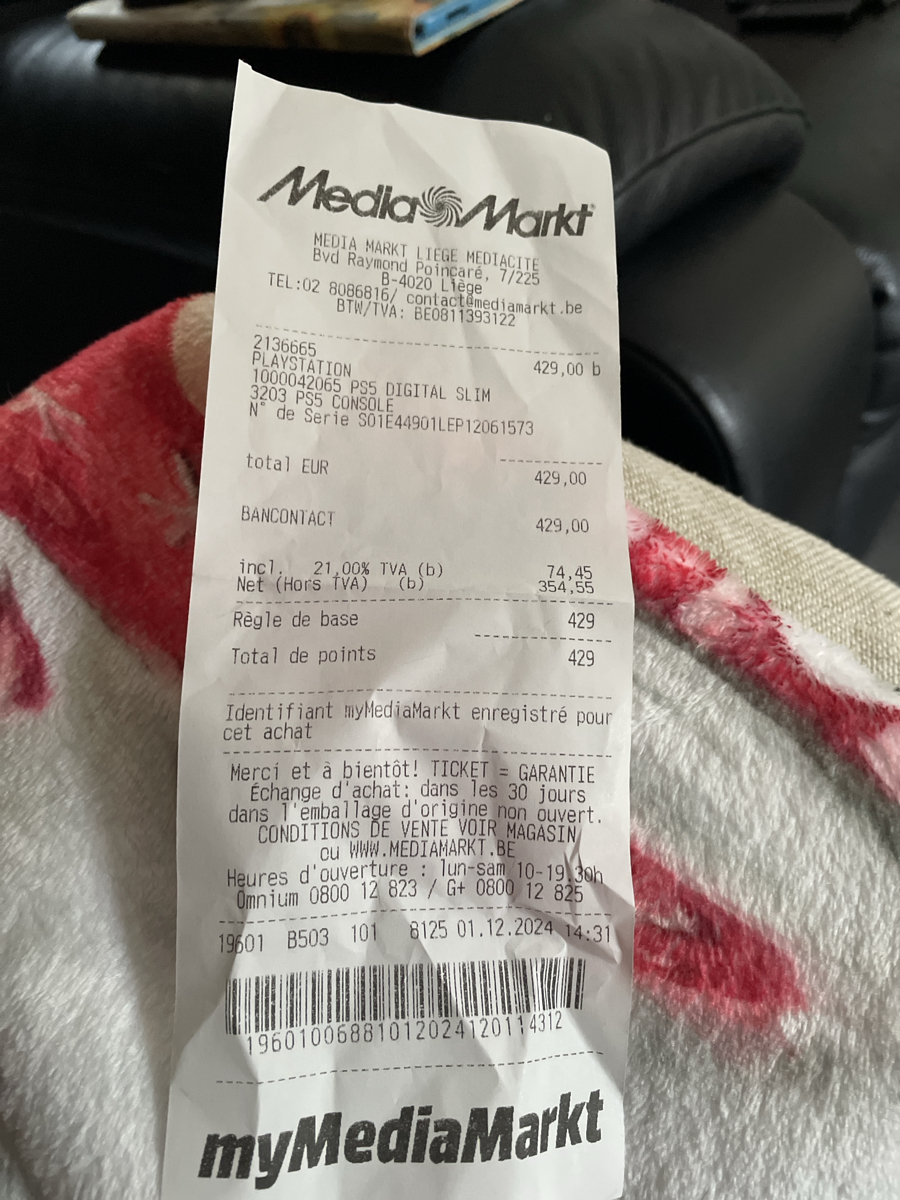 Media Markt
MEDIA MARKT LIEGE MEDIACITE
Bvd Raymond Poincaré, 7/225
B-4020 Liège
TEL:02 8086816/ contact@mediamarkt.be
BTW/TVA: BE0811393122
2136665
PLAYSTATION 429,00 b
1000042065 PS5 DIGITAL SLIM
3203 PS5 CONSOLE
N° de Serie S01E44901LEP12061573
total EUR 429,00
BANCONTACT 429,00
incl. 21,00% TVA (b) 74,45
Net (Hors TVA) (b) 354,55
Règle de base 429
Total de points 429
Identifiant myMediaMarkt enregistré pour
cet achat
Merci et à bientôt! TICKET = GARANTIE
Échange d'achat: dans les 30 jours
dans l'emballage d'origine non ouvert.
CONDITIONS DE VENTE VOIR MAGASIN
ou WWW.MEDIAMARKT.BE
Heures d'ouverture : lun-sam 10-19.30h
Omnium 0800 12 823 / G+ 0800 12 825
19601 B503 101 8125 01.12.2024 14:31
19601006881012024120114312
myMediaMarkt